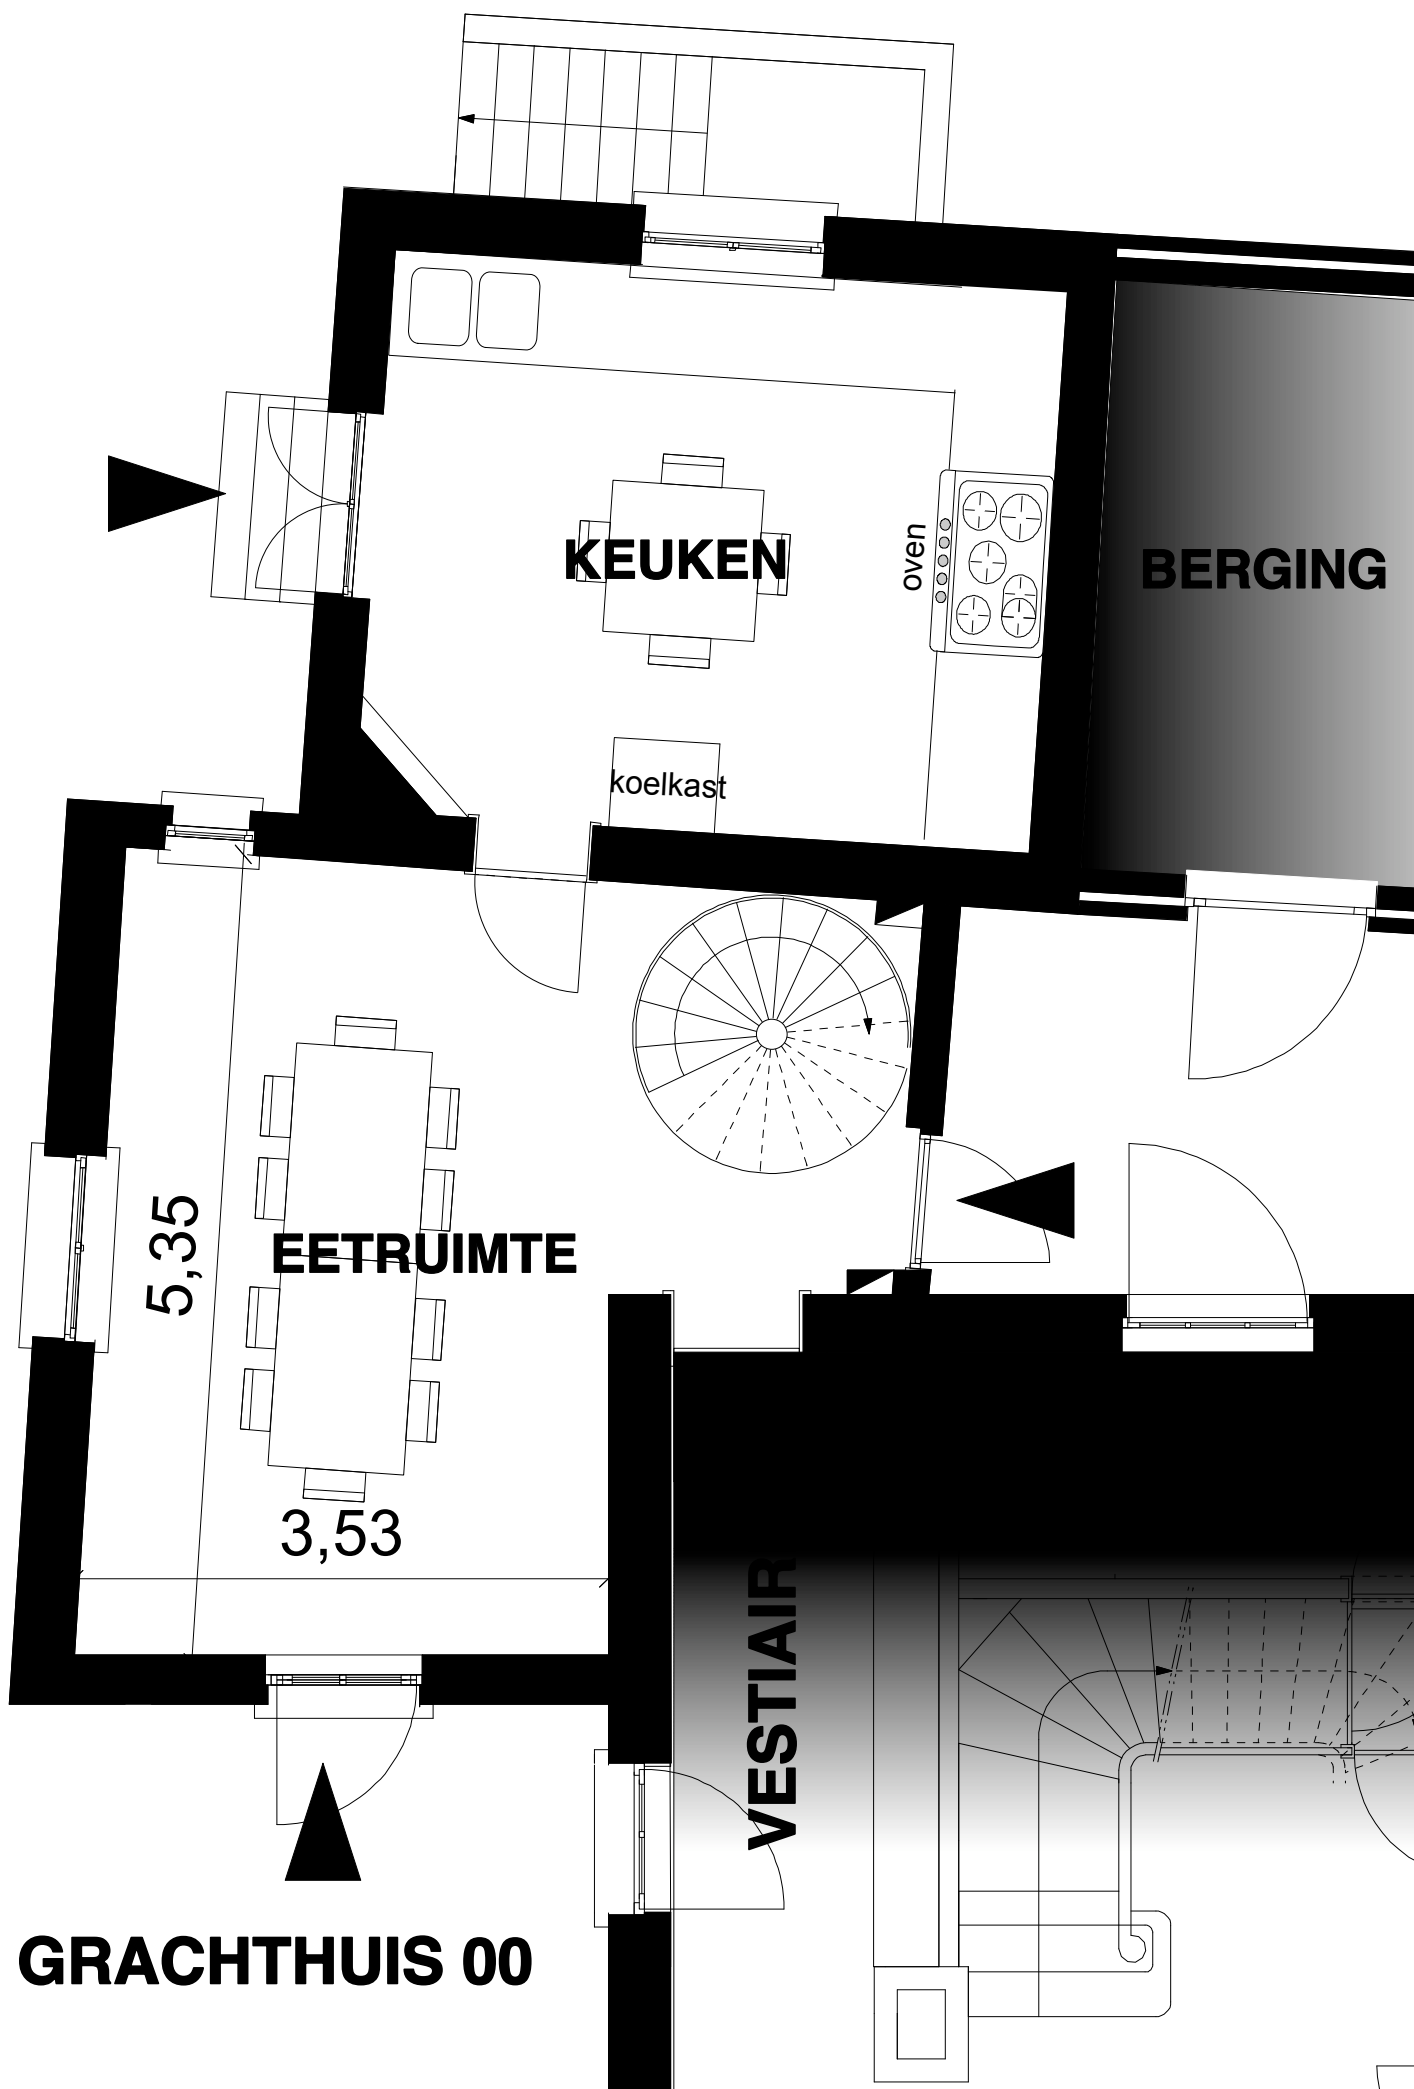 KEUKEN
oven
BERGING
koelkast
5,35
EETRUIMTE
3,53
VESTIAIR
GRACHTHUIS 00